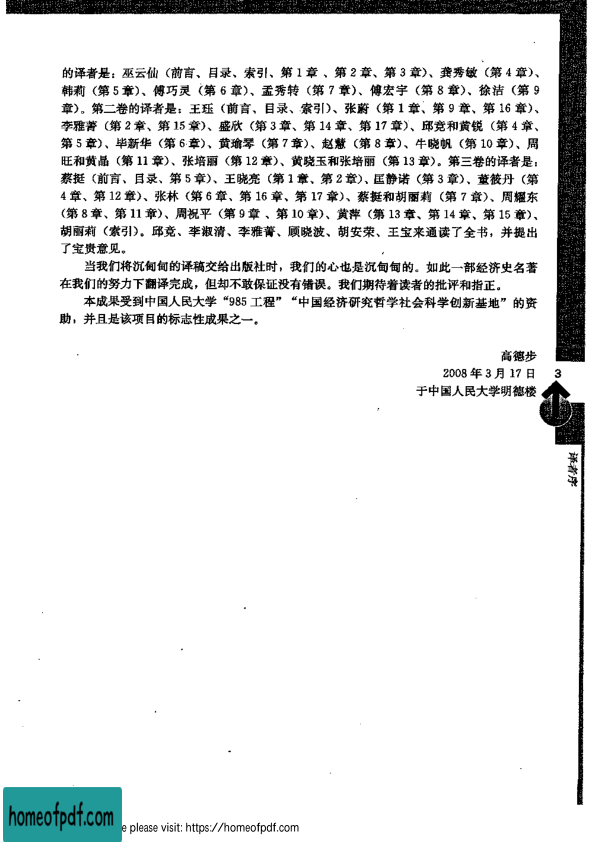 的译者是：巫云仙（前言、目录、索引、第1章、第2章、第3章）、龚秀敏（第4章）、
韩莉（第5章）、傅巧灵（第6章）、孟秀转（第7章）、傅宏宇（第8章）、徐洁（第9
章）。第二卷的译者是：王珏（前言、目录、索引）、张蔚（第1章、第9章、第16章）、
李雅菁（第2章、第15章）、盛欣（第3章、第14章、第17章）、邱竞和黄锐（第4章、
第5章）、毕新华（第6章）、黄瑜琴（第7章）、赵慧（第8章）、牛晓帆（第10章）、周
旺和黄晶（第11章）、张培丽（第12章）、黄晓玉和张培丽（第13章）。第三卷的译者是：
蔡挺（前言、目录、第5章）、王晓亮（第1章、第2章）、匡静诺（第3章）、董筱丹（第
4章、第12章）、张林（第6章、第16章、第17章）、蔡挺和胡丽莉（第7章）、周耀东
（第8章、第11章）、周祝平（第9章、第10章）、黄萍（第13章、第14章、第15章）、
胡丽莉（索引）。邱竞、李淑清、李雅菁、顾晓波、胡安荣、王宝来通读了全书，并提出
了宝贵意见。
当我们将沉甸甸的译稿交给出版社时，我们的心也是沉甸甸的。如此一部经济史名著
在我们的努力下翻译完成，但却不敢保证没有错误。我们期待着读者的批评和指正。
本成果受到中国人民大学“985工程”“中国经济研究哲学社会科学创新基地”的资
助，并且是该项目的标志性成果之一。
高德步
2008年3月17日
于中国人民大学明德楼
3
译者序
homeofpdf.com
e please visit: https://homeofpdf.com